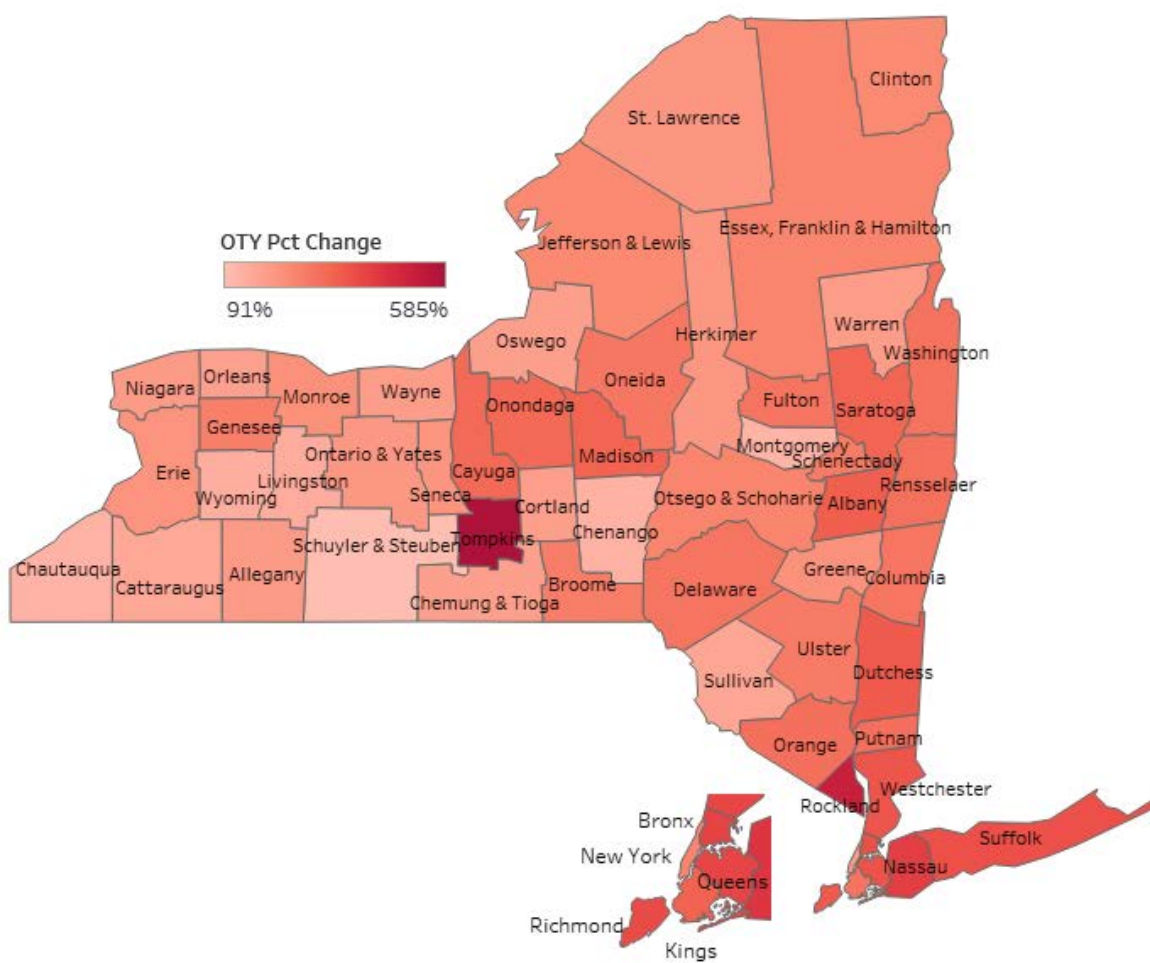 Clinton
St. Lawrence
Essex, Franklin & Hamilton
Jefferson & Lewis
OTY Pct Change
91% 585%
Warren
Herkimer
Oswego
Washington
Oneida
Niagara
Orleans
Monroe
Wayne
Fulton
Saratoga
Onondaga
Genesee
Montgomery
Madison
Ontario & Yates
Schenectady
Erie
Cayuga
Livingston
Wyoming
Seneca
Rensselaer
Otsego & Schoharie
Albany
Cortland
Chenango
Tompkins
Schuyler & Steuben
Chautauqua
Cattaraugus
Allegany
Greene
Columbia
Broome
Delaware
Chemung & Tioga
Ulster
Dutchess
Sullivan
Orange
Putnam
Westchester
Rockland
Bronx
Suffolk
New York
Nassau
Queens
Richmond
Kings